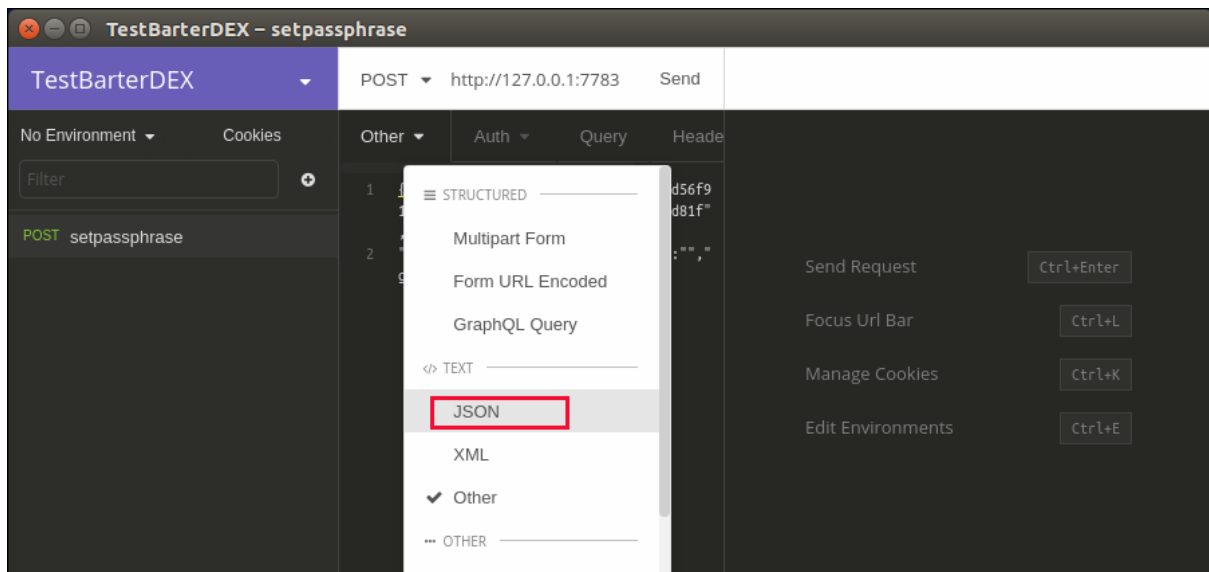 TestBarterDEX – setpassphrase
TestBarterDEX
POST http://127.0.0.1:7783 Send
No Environment Cookies
Other Auth Query Heade
Filter
POST setpassphrase
1 { d56f9
1 d81f"
,
2 " :"","
g
STRUCTURED
Multipart Form
Form URL Encoded
GraphQL Query
</> TEXT
JSON
XML
Other
OTHER
Send Request Ctrl+Enter
Focus Url Bar Ctrl+L
Manage Cookies Ctrl+K
Edit Environments Ctrl+E